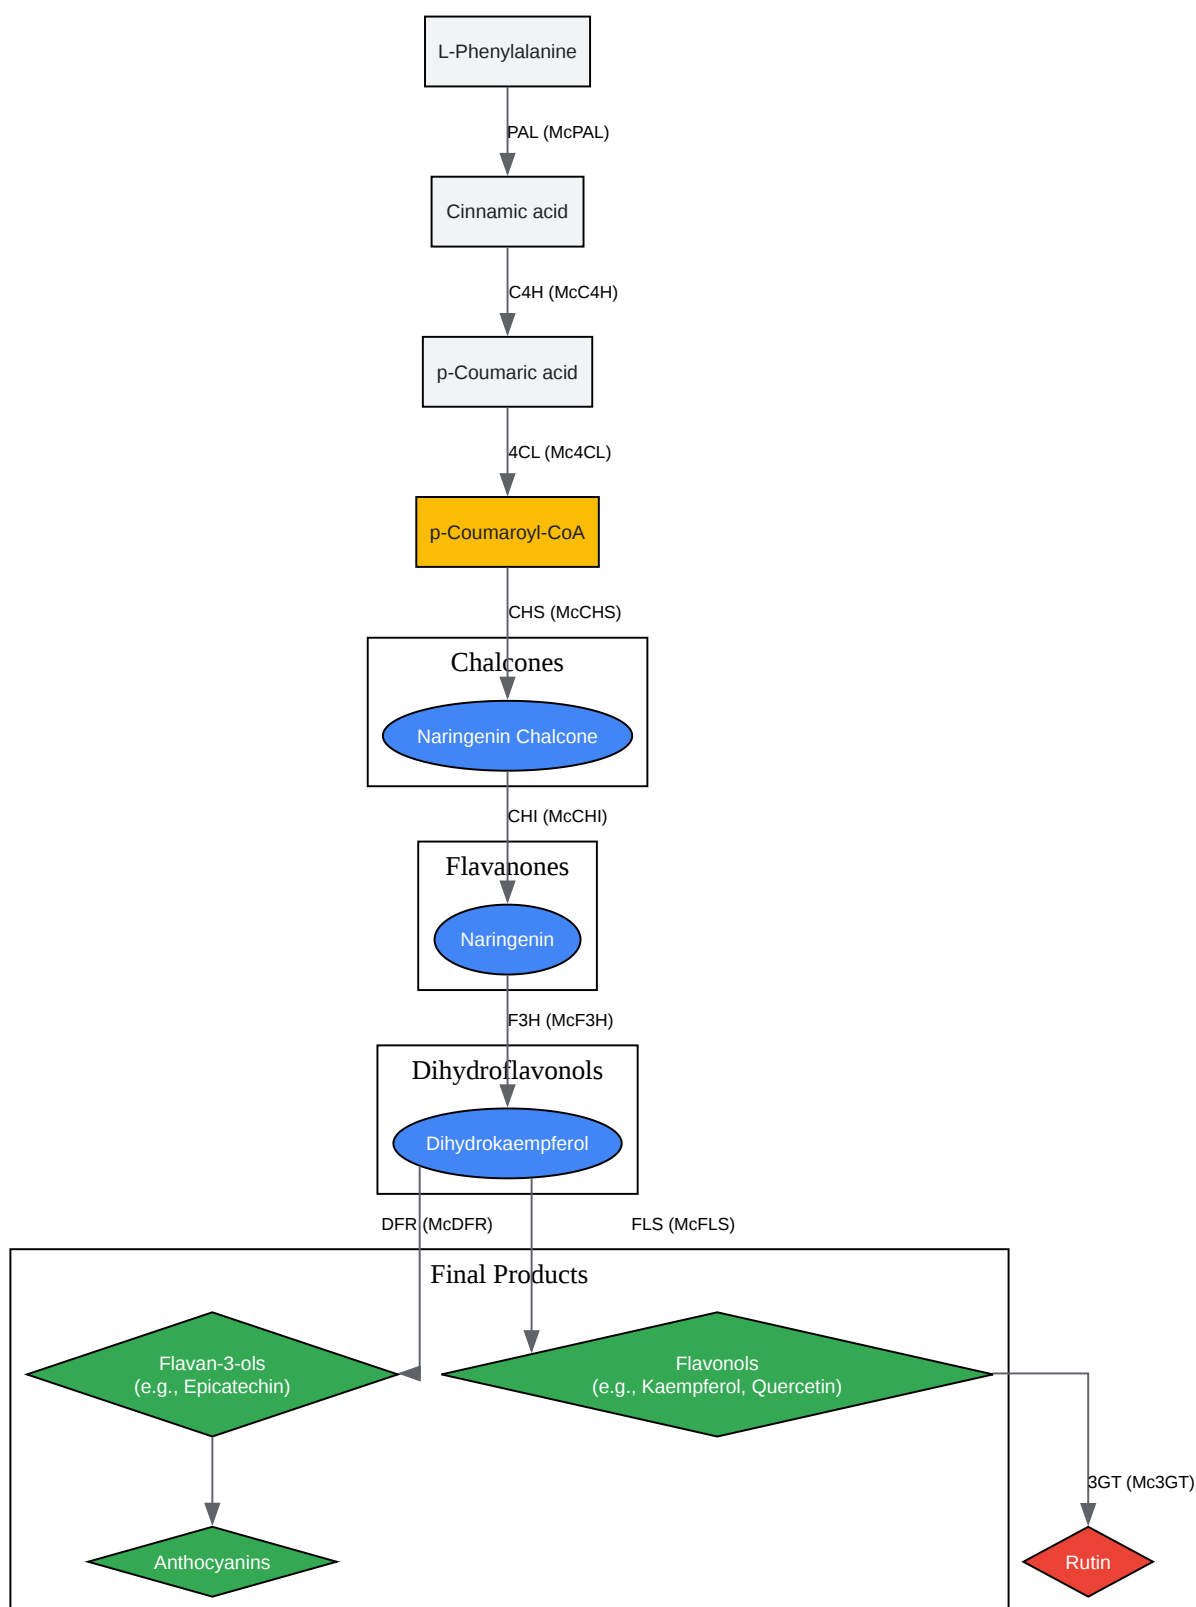 L-Phenylalanine
PAL (McPAL)
Cinnamic acid
C4H (McC4H)
p-Coumaric acid
4CL (Mc4CL)
p-Coumaroyl-CoA
CHS (McCHS)
Chalcones
Naringenin Chalcone
CHI (McCHI)
Flavanones
Naringenin
F3H (McF3H)
Dihydroflavonols
Dihydrokaempferol
DFR (McDFR)
FLS (McFLS)
Final Products
Flavan-3-ols
(e.g., Epicatechin)
Flavonols
(e.g., Kaempferol, Quercetin)
3GT (Mc3GT)
Anthocyanins
Rutin